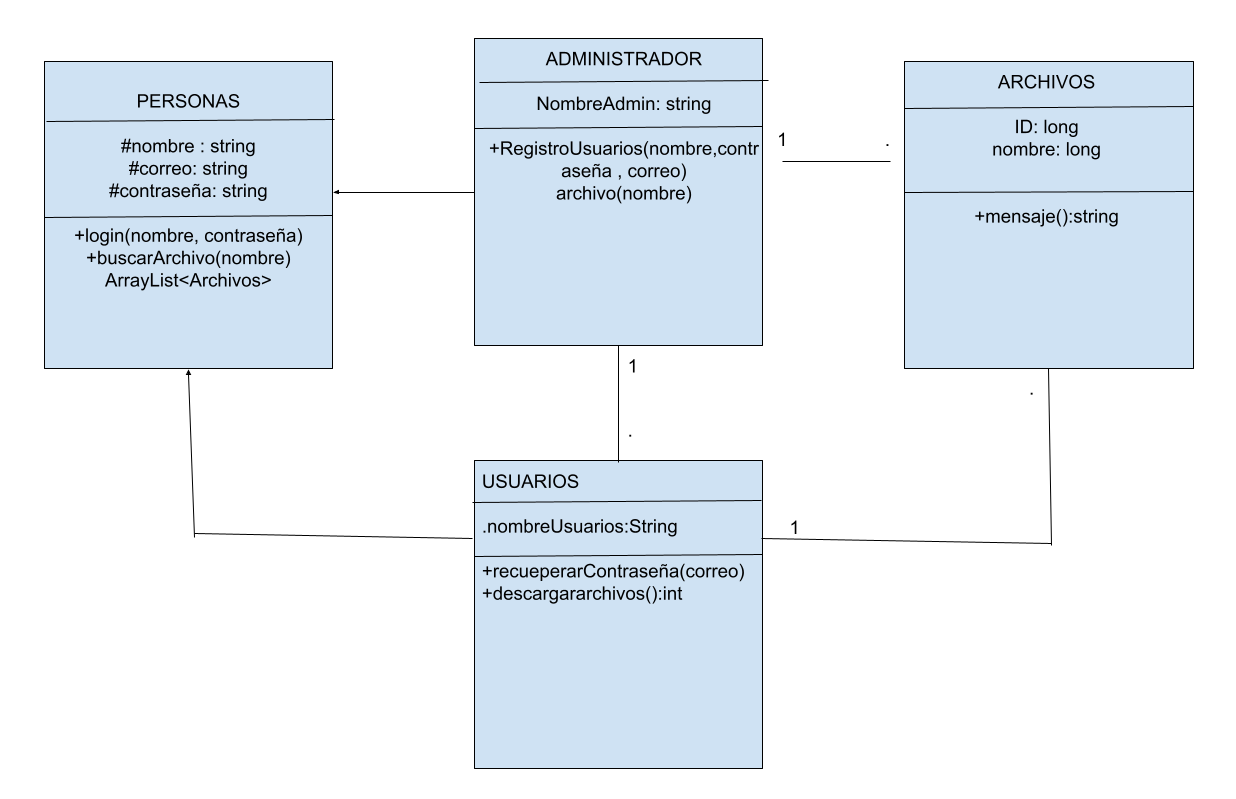 PERSONAS
#nombre : string
#correo: string
#contraseña: string
+login(nombre, contraseña)
+buscarArchivo(nombre)
ArrayList<Archivos>
ADMINISTRADOR
NombreAdmin: string
+RegistroUsuarios(nombre,contr
aseña , correo)
archivo(nombre)
1
.
ARCHIVOS
ID: long
nombre: long
+mensaje():string
1
.
.
USUARIOS
.nombreUsuarios:String
+recueperarContraseña(correo)
+descargararchivos():int
1